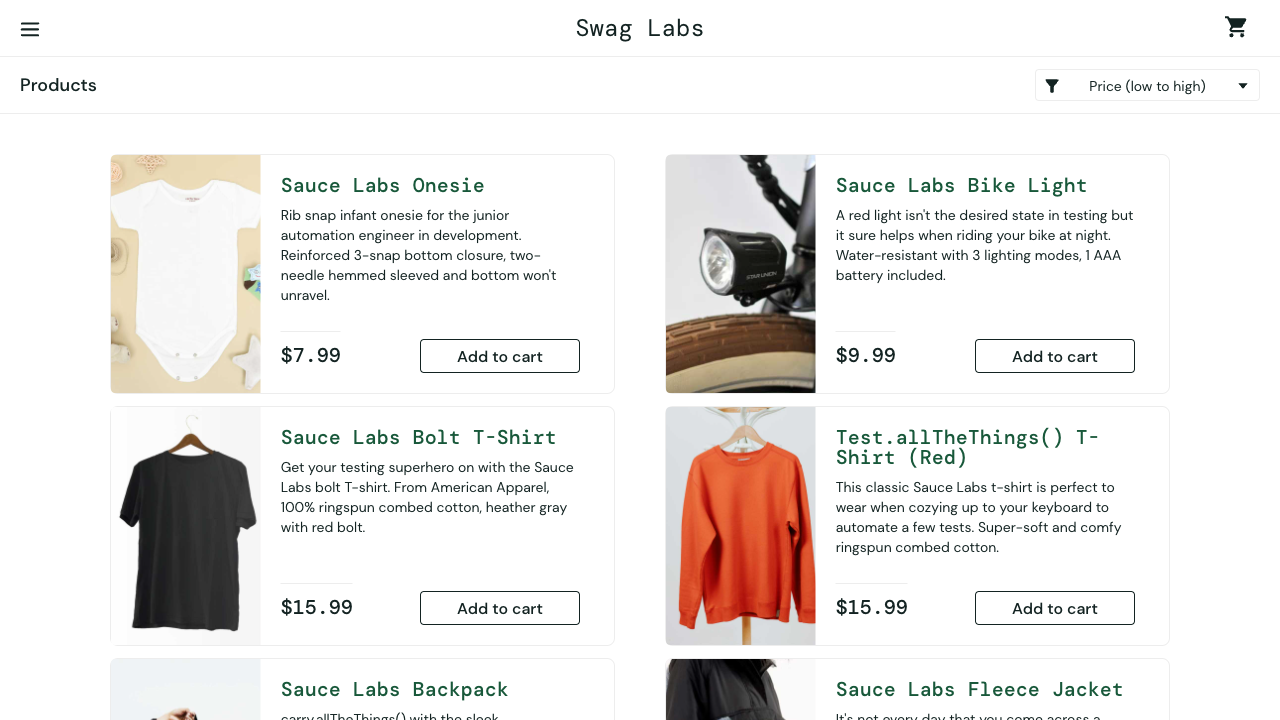 Swag Labs
Products
Price (low to high)
Sauce Labs Onesie
Rib snap infant onesie for the junior
automation engineer in development.
Reinforced 3-snap bottom closure, two-
needle hemmed sleeved and bottom won't
unravel.
$7.99
Add to cart
Sauce Labs Bike Light
A red light isn't the desired state in testing but
it sure helps when riding your bike at night.
Water-resistant with 3 lighting modes, 1 AAA
battery included.
$9.99
Add to cart
STAR UNION
Sauce Labs Bolt T-Shirt
Get your testing superhero on with the Sauce
Labs bolt T-shirt. From American Apparel,
100% ringspun combed cotton, heather gray
with red bolt.
$15.99
Add to cart
Test.allTheThings() T-
Shirt (Red)
This classic Sauce Labs t-shirt is perfect to
wear when cozying up to your keyboard to
automate a few tests. Super-soft and comfy
ringspun combed cotton.
$15.99
Add to cart
Sauce Labs Backpack
carry.allTheThings() with the sleek,
Sauce Labs Fleece Jacket
It's not every day that you come across a